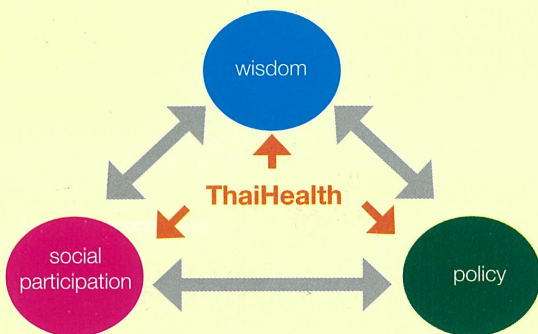 wisdom
ThaiHealth
social
participation
policy